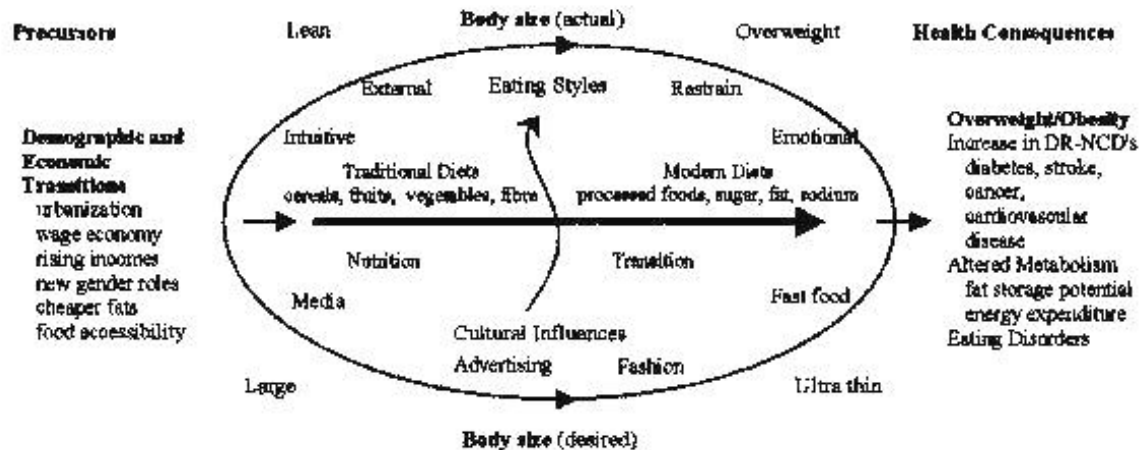 Precussors
Lean
Body size (actual)
Overweight
Health Consequences
External
Eating Styles
Restrain
Intuitive
Emotional
Demographic and
Economic
Transitions
urbanization
wage economy
rising incomes
new gender roles
cheaper fats
food accessibility
Traditional Diets
cereals, fruits, vegetables, fibre
Modern Diets
processed foods, sugar, fat, sodium
Nutrition
Transition
Media
Fast food
Cultural Influences
Advertising
Fashion
Large
Ultra thin
Body size (desired)
Overweight/Obesity
Increase in DR-NCD's
diabetes, stroke,
cancer,
cardiovascular
disease
Altered Metabolism
fat storage potential
energy expenditure
Eating Disorders